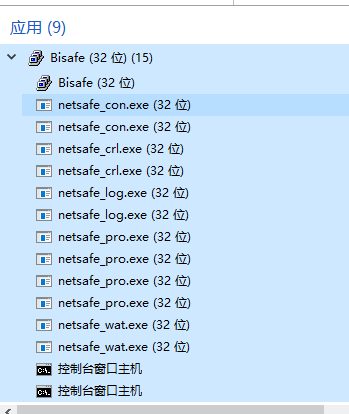 应用 (9)
Bisafe (32 位) (15)
Bisafe (32 位)
netsafe_con.exe (32 位)
netsafe_con.exe (32 位)
netsafe_crl.exe (32 位)
netsafe_crl.exe (32 位)
netsafe_log.exe (32 位)
netsafe_log.exe (32 位)
netsafe_pro.exe (32 位)
netsafe_pro.exe (32 位)
netsafe_pro.exe (32 位)
netsafe_pro.exe (32 位)
netsafe_wat.exe (32 位)
netsafe_wat.exe (32 位)
控制台窗口主机
控制台窗口主机